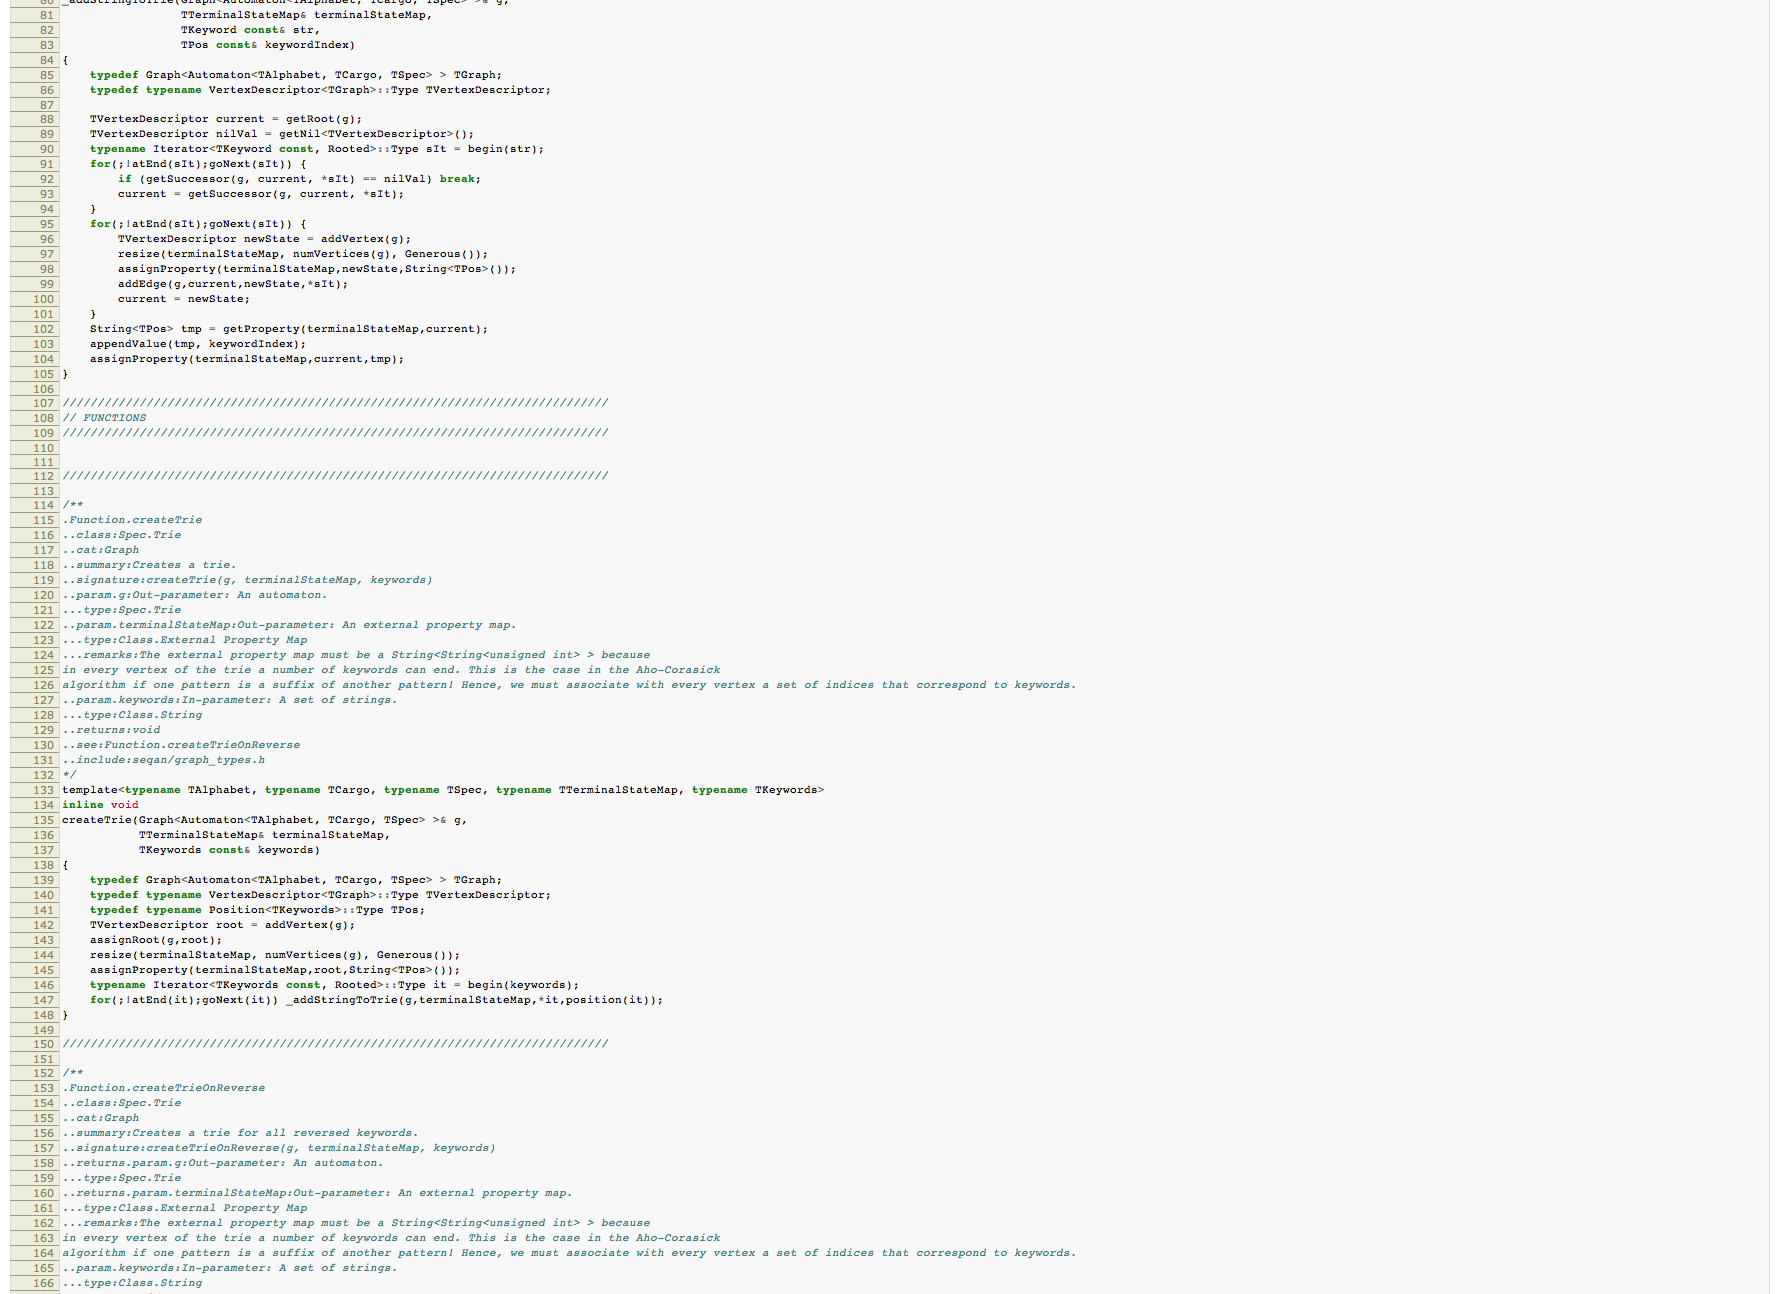 80 _addStringToTrie(Graph<Automaton<TAlphabet, TCargo, TSpec> >& g,
81                  TTerminalStateMap& terminalStateMap,
82                  TKeyword const& str,
83                  TPos const& keywordIndex)
84 {
85     typedef Graph<Automaton<TAlphabet, TCargo, TSpec> > TGraph;
86     typedef typename VertexDescriptor<TGraph>::Type TVertexDescriptor;
87
88     TVertexDescriptor current = getRoot(g);
89     TVertexDescriptor nilVal = getNil<TVertexDescriptor>();
90     typename Iterator<TKeyword const, Rooted>::Type sIt = begin(str);
91     for(;!atEnd(sIt);goNext(sIt)) {
92         if (getSuccessor(g, current, *sIt) == nilVal) break;
93         current = getSuccessor(g, current, *sIt);
94     }
95     for(;!atEnd(sIt);goNext(sIt)) {
96         TVertexDescriptor newState = addVertex(g);
97         resize(terminalStateMap, numVertices(g), Generous());
98         assignProperty(terminalStateMap,newState,String<TPos>());
99         addEdge(g,current,newState,*sIt);
100         current = newState;
101     }
102     String<TPos> tmp = getProperty(terminalStateMap,current);
103     appendValue(tmp, keywordIndex);
104     assignProperty(terminalStateMap,current,tmp);
105 }
106
107 //////////////////////////////////////////////////////////////////////////////
108 // FUNCTIONS
109 //////////////////////////////////////////////////////////////////////////////
110
111
112 //////////////////////////////////////////////////////////////////////////////
113
114 /**
115 .Function.createTrie
116 ..class:Spec.Trie
117 ..cat:Graph
118 ..summary:Creates a trie.
119 ..signature:createTrie(g, terminalStateMap, keywords)
120 ..param.g:Out-parameter: An automaton.
121 ...type:Spec.Trie
122 ..param.terminalStateMap:Out-parameter: An external property map.
123 ...type:Class.External Property Map
124 ...remarks:The external property map must be a String<String<unsigned int> > because
125 in every vertex of the trie a number of keywords can end. This is the case in the Aho-Corasick
126 algorithm if one pattern is a suffix of another pattern! Hence, we must associate with every vertex a set of indices that correspond to keywords.
127 ..param.keywords:In-parameter: A set of strings.
128 ...type:Class.String
129 ..returns:void
130 ..see:Function.createTrieOnReverse
131 ..include:seqan/graph_types.h
132 */
133 template<typename TAlphabet, typename TCargo, typename TSpec, typename TTerminalStateMap, typename TKeywords>
134 inline void
135 createTrie(Graph<Automaton<TAlphabet, TCargo, TSpec> >& g,
136            TTerminalStateMap& terminalStateMap,
137            TKeywords const& keywords)
138 {
139     typedef Graph<Automaton<TAlphabet, TCargo, TSpec> > TGraph;
140     typedef typename VertexDescriptor<TGraph>::Type TVertexDescriptor;
141     typedef typename Position<TKeywords>::Type TPos;
142     TVertexDescriptor root = addVertex(g);
143     assignRoot(g,root);
144     resize(terminalStateMap, numVertices(g), Generous());
145     assignProperty(terminalStateMap,root,String<TPos>());
146     typename Iterator<TKeywords const, Rooted>::Type it = begin(keywords);
147     for(;!atEnd(it);goNext(it)) _addStringToTrie(g,terminalStateMap,*it,position(it));
148 }
149
150 //////////////////////////////////////////////////////////////////////////////
151
152 /**
153 .Function.createTrieOnReverse
154 ..class:Spec.Trie
155 ..cat:Graph
156 ..summary:Creates a trie for all reversed keywords.
157 ..signature:createTrieOnReverse(g, terminalStateMap, keywords)
158 ..returns.param.g:Out-parameter: An automaton.
159 ...type:Spec.Trie
160 ..returns.param.terminalStateMap:Out-parameter: An external property map.
161 ...type:Class.External Property Map
162 ...remarks:The external property map must be a String<String<unsigned int> > because
163 in every vertex of the trie a number of keywords can end. This is the case in the Aho-Corasick
164 algorithm if one pattern is a suffix of another pattern! Hence, we must associate with every vertex a set of indices that correspond to keywords.
165 ..param.keywords:In-parameter: A set of strings.
166 ...type:Class.String